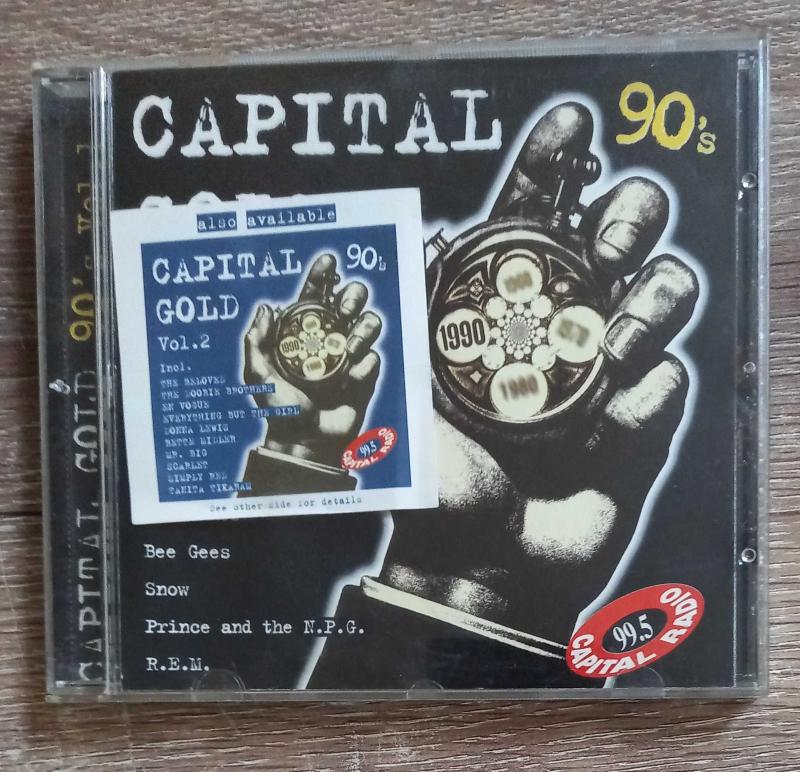 CAPITAL 90's
CAPITAL GOLD 90's Vol.1
also available
CAPITAL 90's
GOLD
Vol.2
Incl.
THE BELOVED
THE DOOBIE BROTHERS
EN VOGUE
EVERYTHING BUT THE GIRL
DONNA LEWIS
BETTE MIDLER
MR. BIG
SCARLET
SIMPLY RED
TANITA TIKARAM
1990
99.5
CAPITAL RADIO
See other side for details
1990
1980
Bee Gees
Snow
Prince and the N.P.G.
R.E.M.
99.5
CAPITAL RADIO